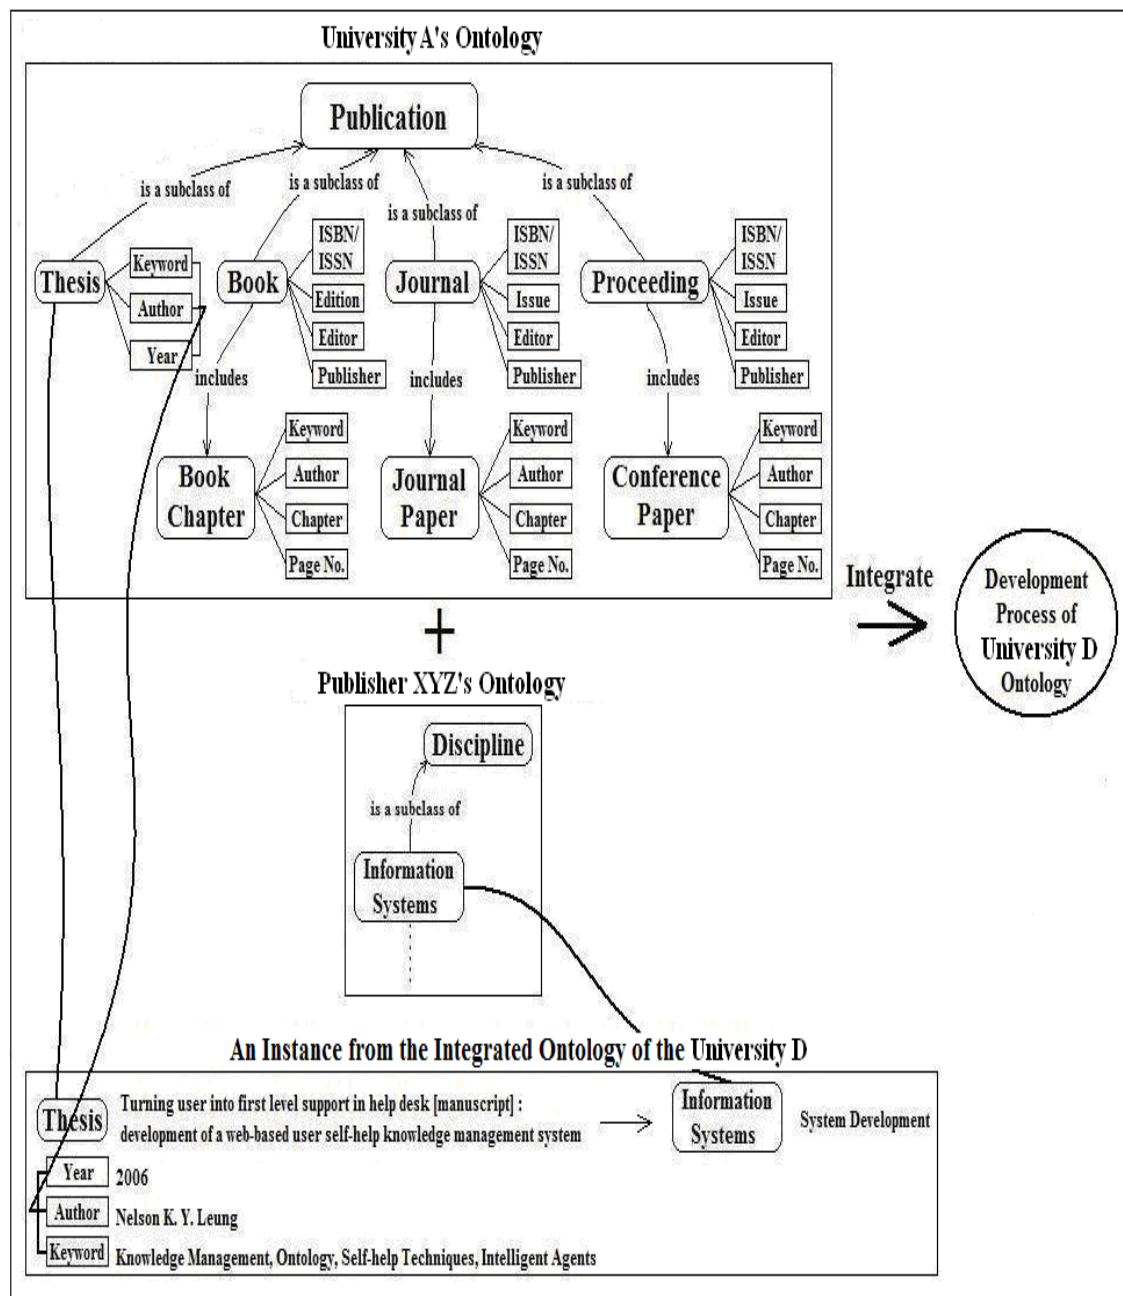 University A's Ontology
Publication
is a subclass of
is a subclass of
is a subclass of
is a subclass of
Thesis
Keyword
Author
Year
Book
ISBN/
ISSN
Edition
Editor
Publisher
Journal
ISBN/
ISSN
Issue
Editor
Publisher
Proceeding
ISBN/
ISSN
Issue
Editor
Publisher
includes
includes
includes
Book
Chapter
Keyword
Author
Chapter
Page No.
Journal
Paper
Keyword
Author
Chapter
Page No.
Conference
Paper
Keyword
Author
Chapter
Page No.
+
Integrate
Development
Process of
University D
Ontology
Publisher XYZ's Ontology
Discipline
is a subclass of
Information
Systems
An Instance from the Integrated Ontology of the University D
Thesis
Turning user into first level support in help desk [manuscript] :
development of a web-based user self-help knowledge management system
Information
Systems
System Development
Year
2006
Author
Nelson K. Y. Leung
Keyword
Knowledge Management, Ontology, Self-help Techniques, Intelligent Agents